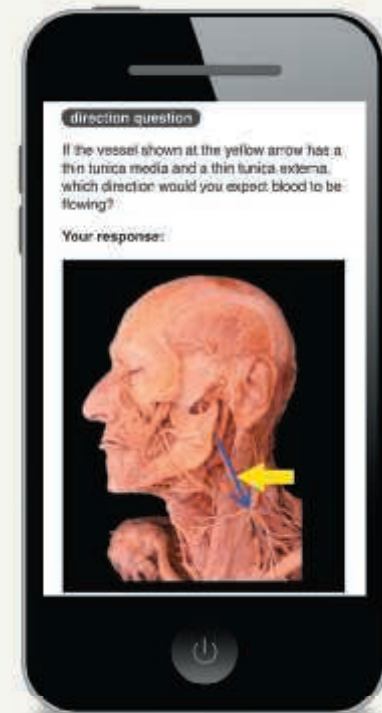 direction question
If the vessel shown at the yellow arrow has a
thin tunica media and a thin tunica externa,
which direction would you expect blood to be
flowing?
Your response: